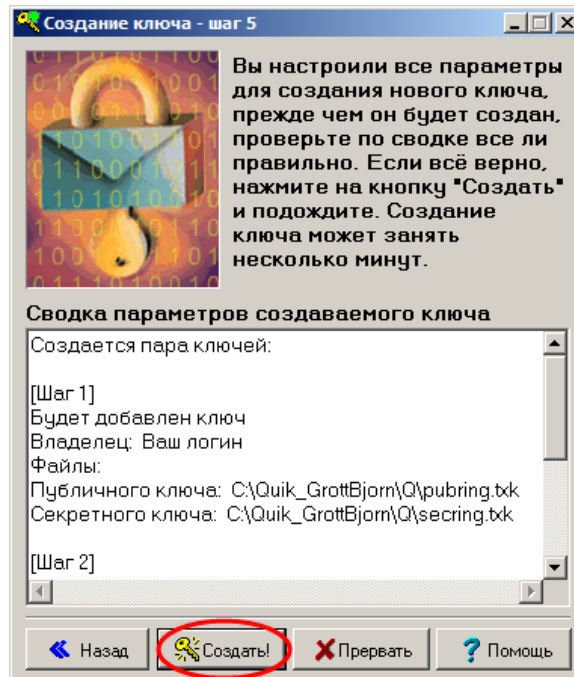 Создание ключа - шаг 5
Вы настроили все параметры
для создания нового ключа,
прежде чем он будет создан,
проверьте по сводке все ли
правильно. Если всё верно,
нажмите на кнопку "Создать"
и подождите. Создание
ключа может занять
несколько минут.
Сводка параметров создаваемого ключа
Создается пара ключей:
[Шаг 1]
Будет добавлен ключ
Владелец: Ваш логин
Файлы:
Публичного ключа: C:\Quik_GrottBjorn\Q\pubring.txk
Секретного ключа: C:\Quik_GrottBjorn\Q\secring.txk
[Шаг 2]
Назад Создать! Прервать Помощь